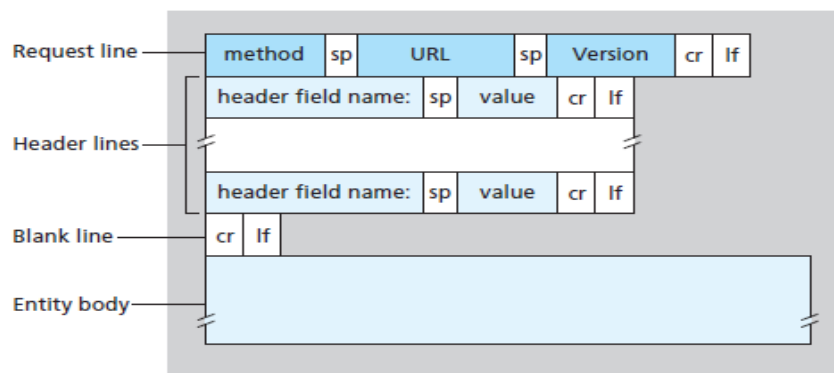 Request line method sp URL sp Version cr lf
header field name: sp value cr lf
Header lines
header field name: sp value cr lf
Blank line cr lf
Entity body